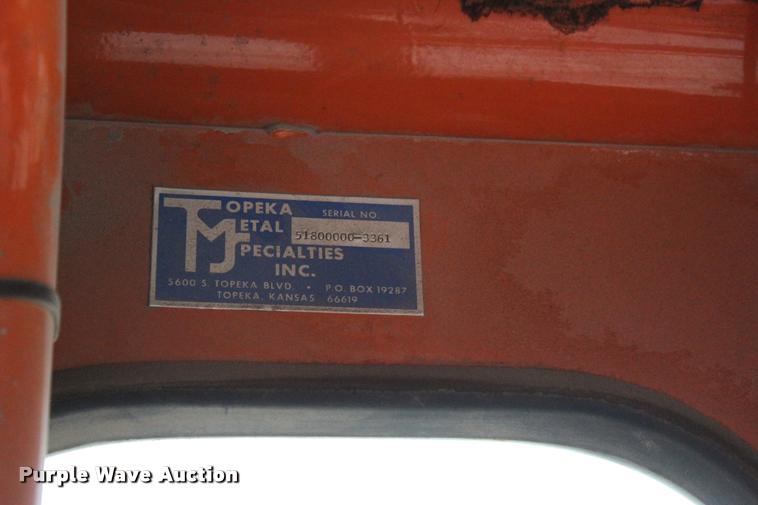 TOPEKA
METAL
SPECIALTIES
INC.
SERIAL NO.
51800000-3361
5600 S. TOPEKA BLVD. • P.O. BOX 19287
TOPEKA, KANSAS 66619
Purple Wave Auction